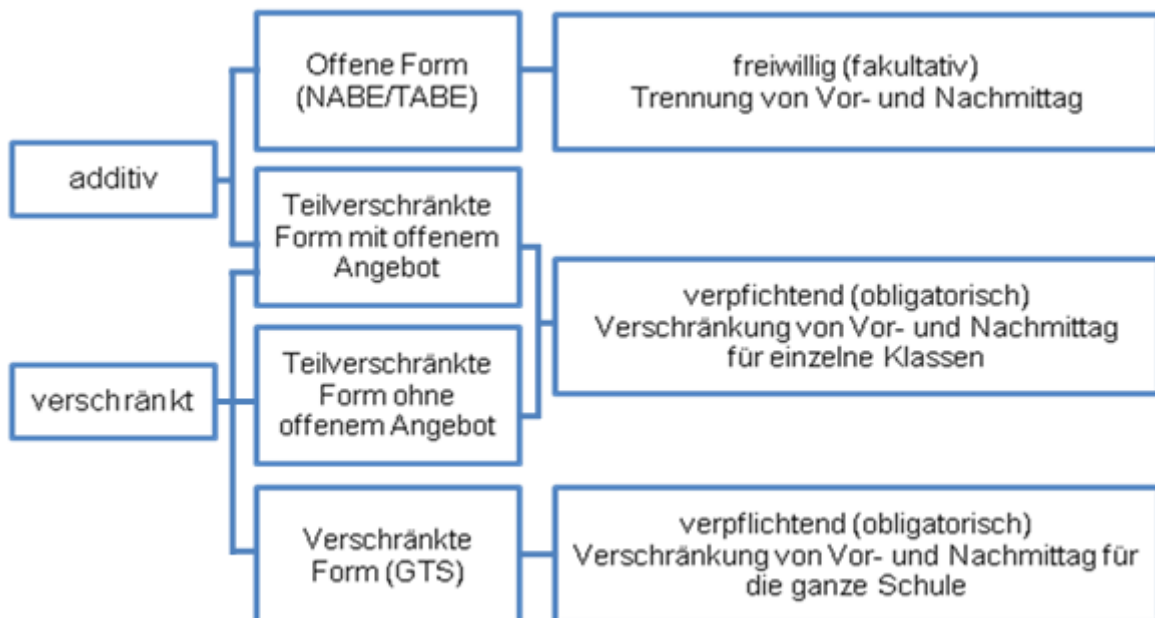 additiv
verschränkt
Offene Form
(NABE/TABE)
Teilverschränkte
Form mit offenem
Angebot
Teilverschränkte
Form ohne
offenem Angebot
Verschränkte
Form (GTS)
freiwillig (fakultativ)
Trennung von Vor- und Nachmittag
verpfichtend (obligatorisch)
Verschränkung von Vor- und Nachmittag
für einzelne Klassen
verpflichtend (obligatorisch)
Verschränkung von Vor- und Nachmittag für
die ganze Schule